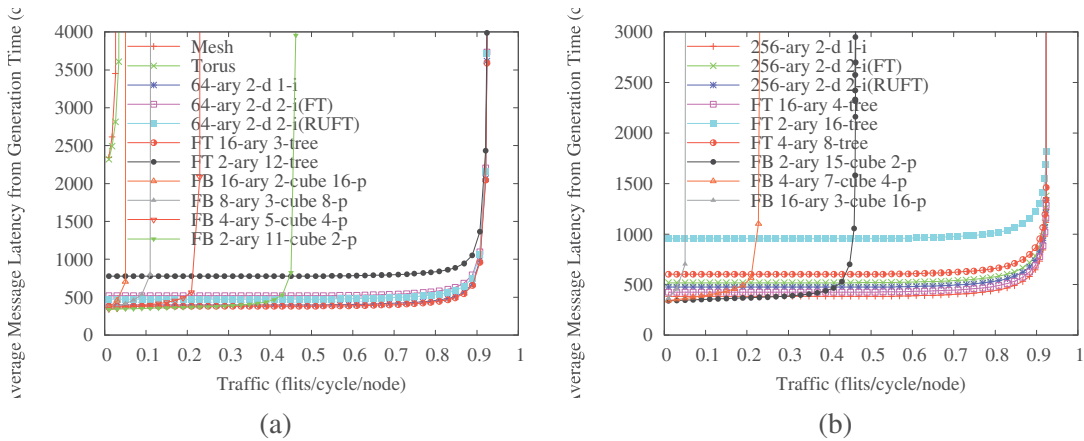 Average Message Latency from Generation Time (c
4000
3500
3000
2500
2000
1500
1000
500
0
Mesh
Torus
64-ary 2-d 1-i
64-ary 2-d 2-i(FT)
64-ary 2-d 2-i(RUFT)
FT 16-ary 3-tree
FT 2-ary 12-tree
FB 16-ary 2-cube 16-p
FB 8-ary 3-cube 8-p
FB 4-ary 5-cube 4-p
FB 2-ary 11-cube 2-p
0 0.1 0.2 0.3 0.4 0.5 0.6 0.7 0.8 0.9 1
Traffic (flits/cycle/node)
(a)
Average Message Latency from Generation Time (c
3000
2500
2000
1500
1000
500
0
256-ary 2-d 1-i
256-ary 2-d 2-i(FT)
256-ary 2-d 2-i(RUFT)
FT 16-ary 4-tree
FT 2-ary 16-tree
FT 4-ary 8-tree
FB 2-ary 15-cube 2-p
FB 4-ary 7-cube 4-p
FB 16-ary 3-cube 16-p
0 0.1 0.2 0.3 0.4 0.5 0.6 0.7 0.8 0.9 1
Traffic (flits/cycle/node)
(b)